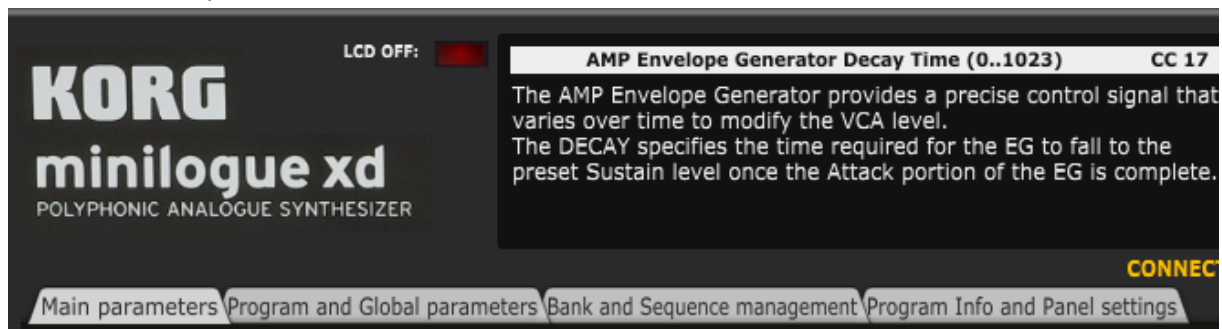 LCD OFF:
KORG
minilogue xd
POLYPHONIC ANALOGUE SYNTHESIZER
AMP Envelope Generator Decay Time (0..1023) CC 17
The AMP Envelope Generator provides a precise control signal that
varies over time to modify the VCA level.
The DECAY specifies the time required for the EG to fall to the
preset Sustain level once the Attack portion of the EG is complete.
CONNECT
Main parameters Program and Global parameters Bank and Sequence management Program Info and Panel settings